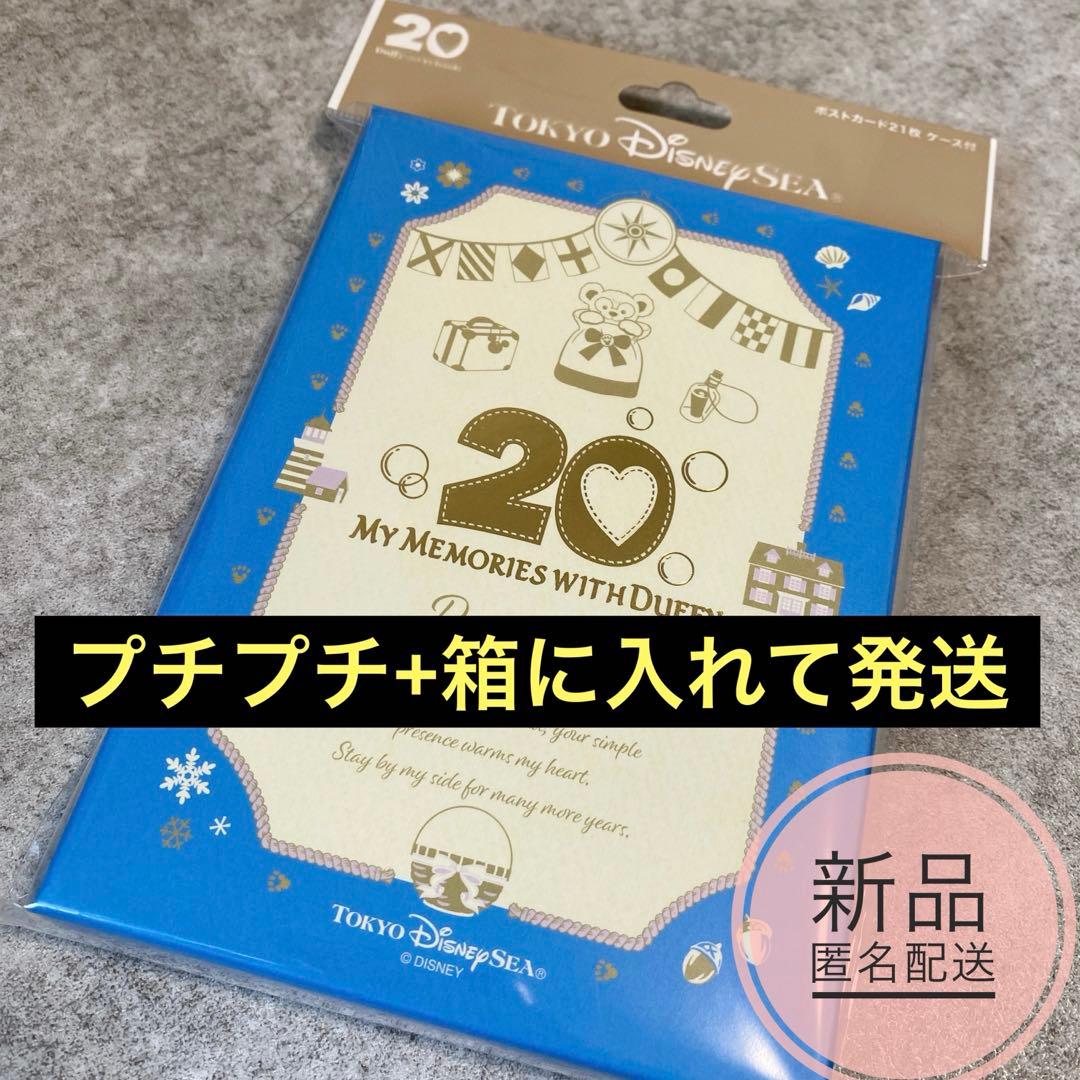 20
TOKYO DISNEYSEA®
ポストカード21枚 ケース付
20
MY MEMORIES WITH DUFFY
プチプチ+箱に入れて発送
your simple
presence warms my heart.
Stay by my side for many more years.
TOKYO DISNEYSEA®
© DISNEY
新品
匿名配送